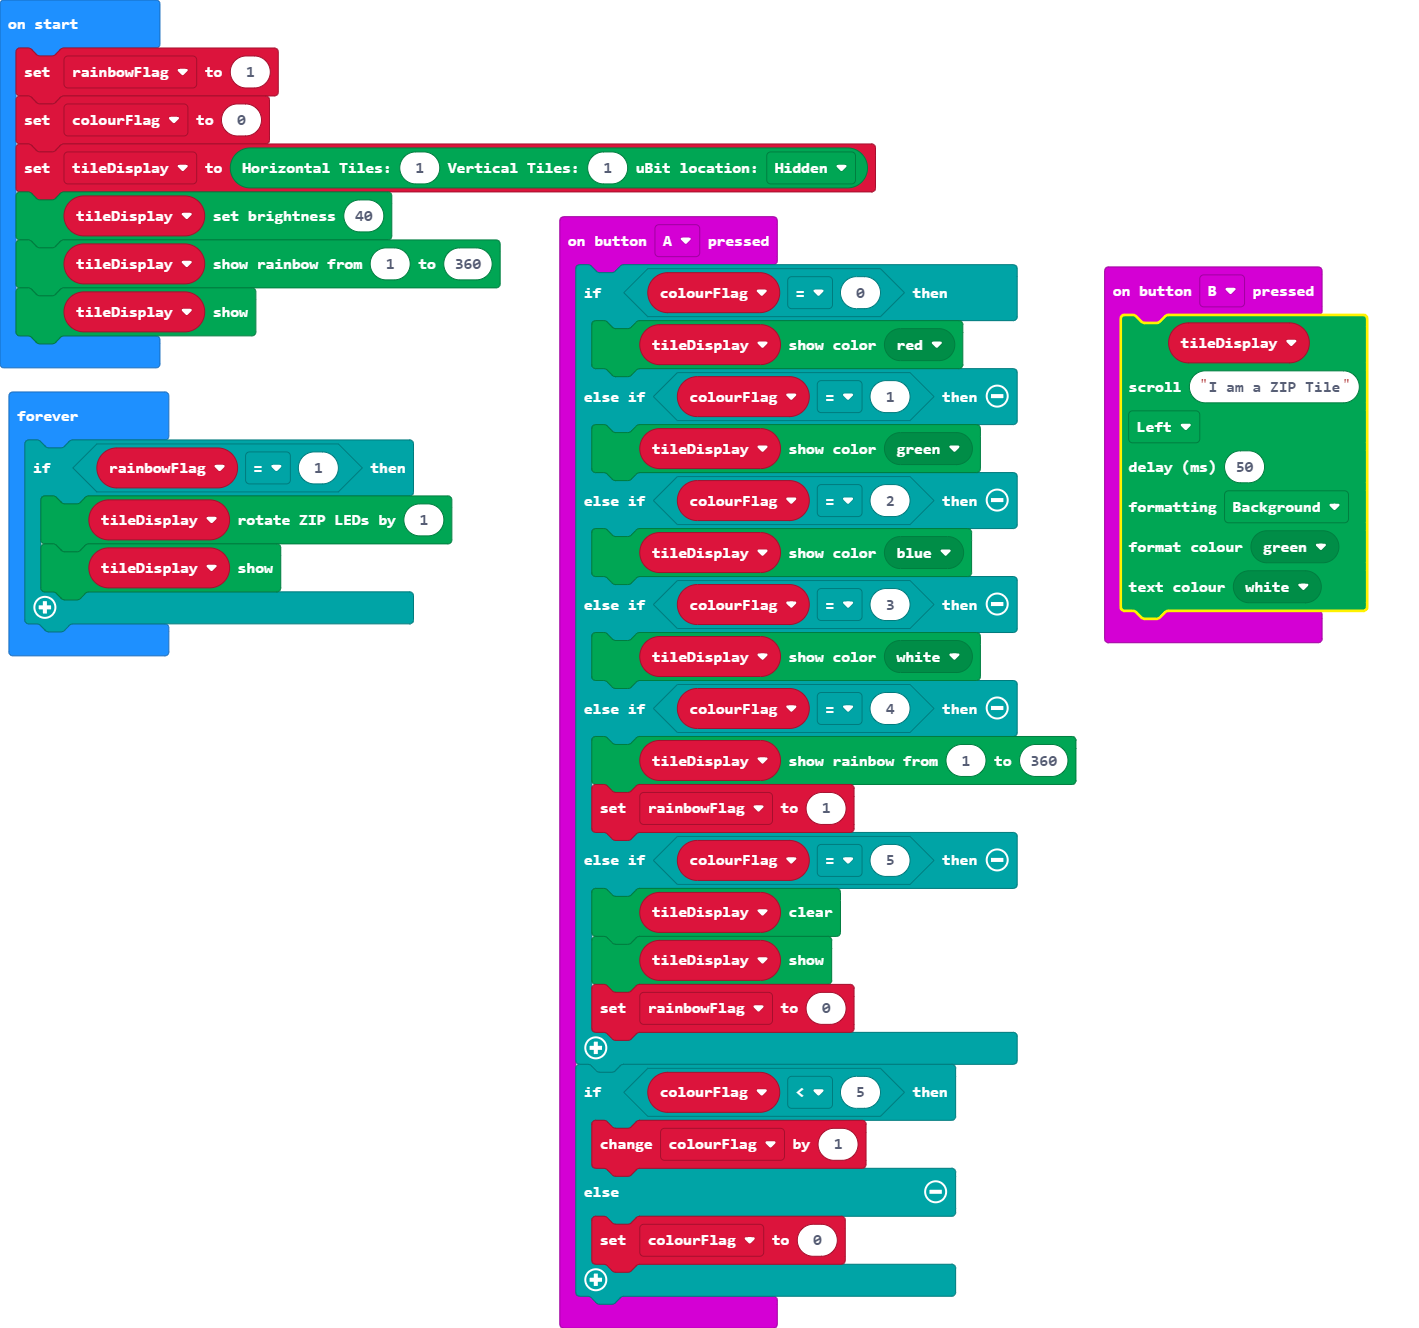 on start
set rainbowFlag to 1
set colourFlag to 0
set tileDisplay to Horizontal Tiles: 1 Vertical Tiles: 1 uBit location: Hidden
tileDisplay set brightness 40
tileDisplay show rainbow from 1 to 360
tileDisplay show
forever
if rainbowFlag = 1 then
tileDisplay rotate ZIP LEDs by 1
tileDisplay show
on button A pressed
if colourFlag = 0 then
tileDisplay show color red
else if colourFlag = 1 then
tileDisplay show color green
else if colourFlag = 2 then
tileDisplay show color blue
else if colourFlag = 3 then
tileDisplay show color white
else if colourFlag = 4 then
tileDisplay show rainbow from 1 to 360
set rainbowFlag to 1
else if colourFlag = 5 then
tileDisplay clear
tileDisplay show
set rainbowFlag to 0
if colourFlag < 5 then
change colourFlag by 1
else
set colourFlag to 0
on button B pressed
tileDisplay
scroll "I am a ZIP Tile"
Left
delay (ms) 50
formatting Background
format colour green
text colour white